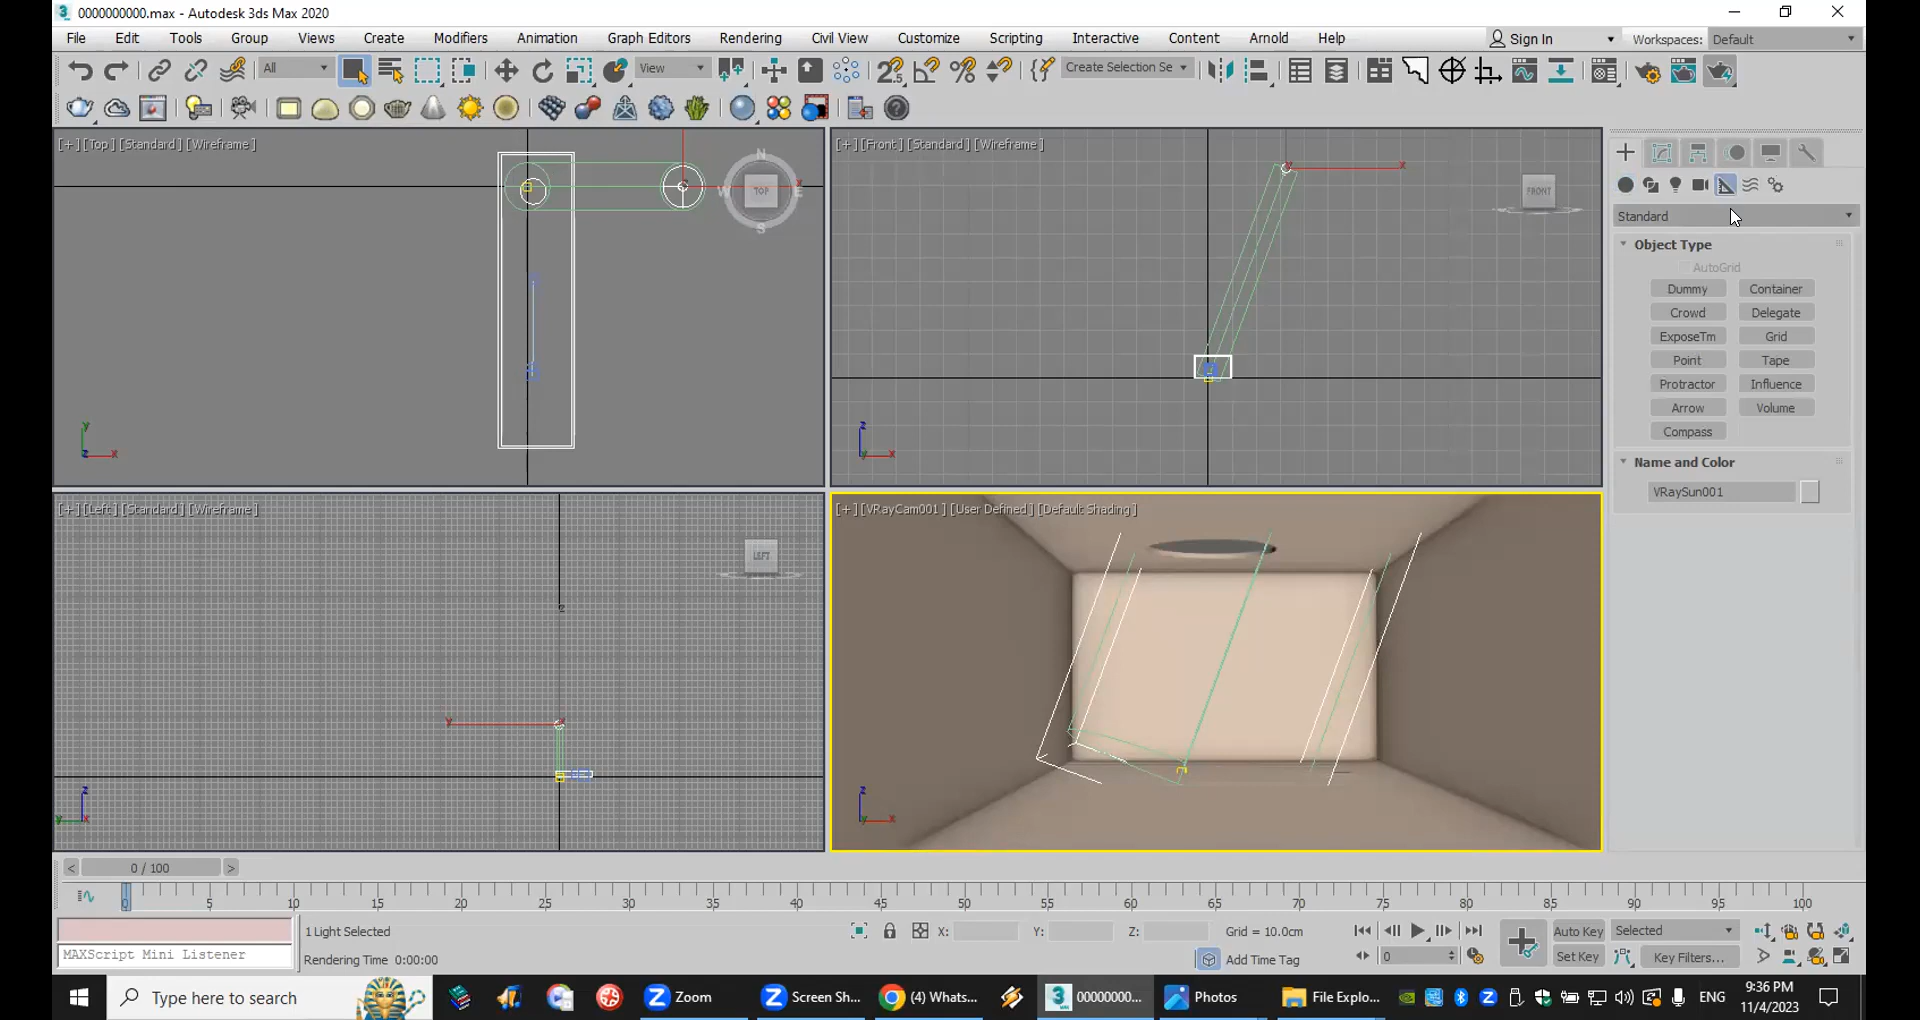 0000000000.max - Autodesk 3ds Max 2020
File Edit Tools Group Views Create Modifiers Animation Graph Editors Rendering Civil View Customize Scripting Interactive Content Arnold Help Sign In Workspaces: Default
All View Create Selection Se
[+] [Top ] [Standard ] [Wireframe ]
[+] [Front ] [Standard ] [Wireframe ]
N
W TOP E
S
x
FRONT
y
z x
z
y x
Standard
Object Type
AutoGrid
Dummy Container
Crowd Delegate
ExposeTm Grid
Point Tape
Protractor Influence
Arrow Volume
Compass
Name and Color
VRaySun001
[+] [Left ] [Standard ] [Wireframe ]
[+] [VRayCam001 ] [User Defined ] [Default Shading ]
LEFT
z
y x
z
y x
< 0 / 100 >
0 5 10 15 20 25 30 35 40 45 50 55 60 65 70 75 80 85 90 95 100
1 Light Selected X: Y: Z: Grid = 10.0cm Auto Key Selected
MAXScript Mini Listener
Rendering Time 0:00:00 Add Time Tag 0 Set Key Key Filters...
Type here to search Zoom Screen Sh... (4) Whats... 00000000... Photos File Explo... ENG 9:36 PM
11/4/2023